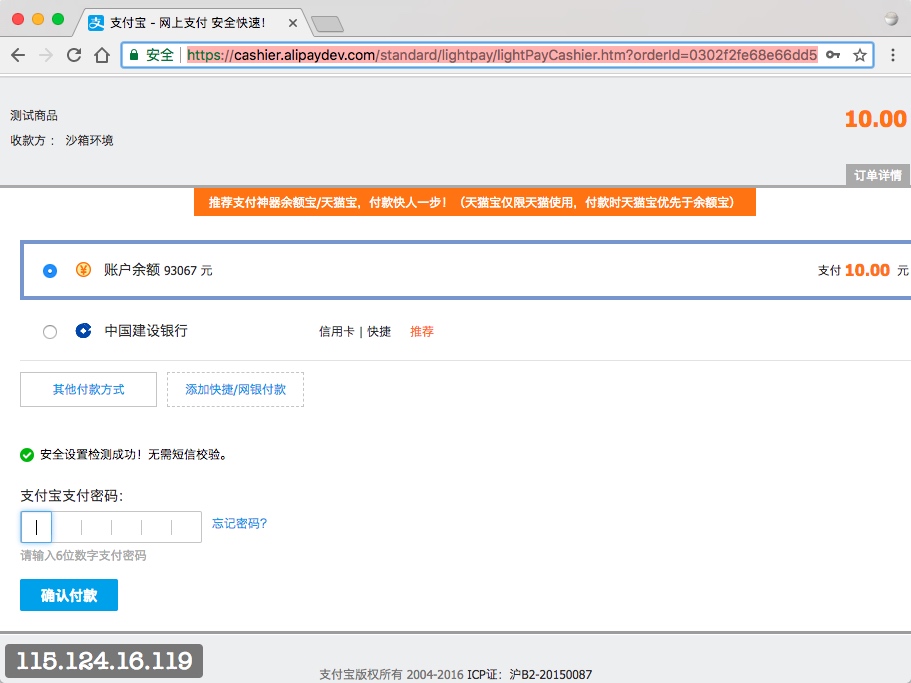 支付宝 - 网上支付 安全快速!
安全 https://cashier.alipaydev.com/standard/lightpay/lightPayCashier.htm?orderId=0302f2fe68e66dd5
测试商品
10.00
收款方： 沙箱环境
订单详情
推荐支付神器余额宝/天猫宝，付款快人一步！（天猫宝仅限天猫使用，付款时天猫宝优先于余额宝）
账户余额 93067 元
支付 10.00 元
中国建设银行
信用卡 | 快捷 推荐
其他付款方式
添加快捷/网银付款
安全设置检测成功！无需短信校验。
支付宝支付密码：
忘记密码?
请输入6位数字支付密码
确认付款
115.124.16.119
支付宝版权所有 2004-2016 ICP证：沪B2-20150087